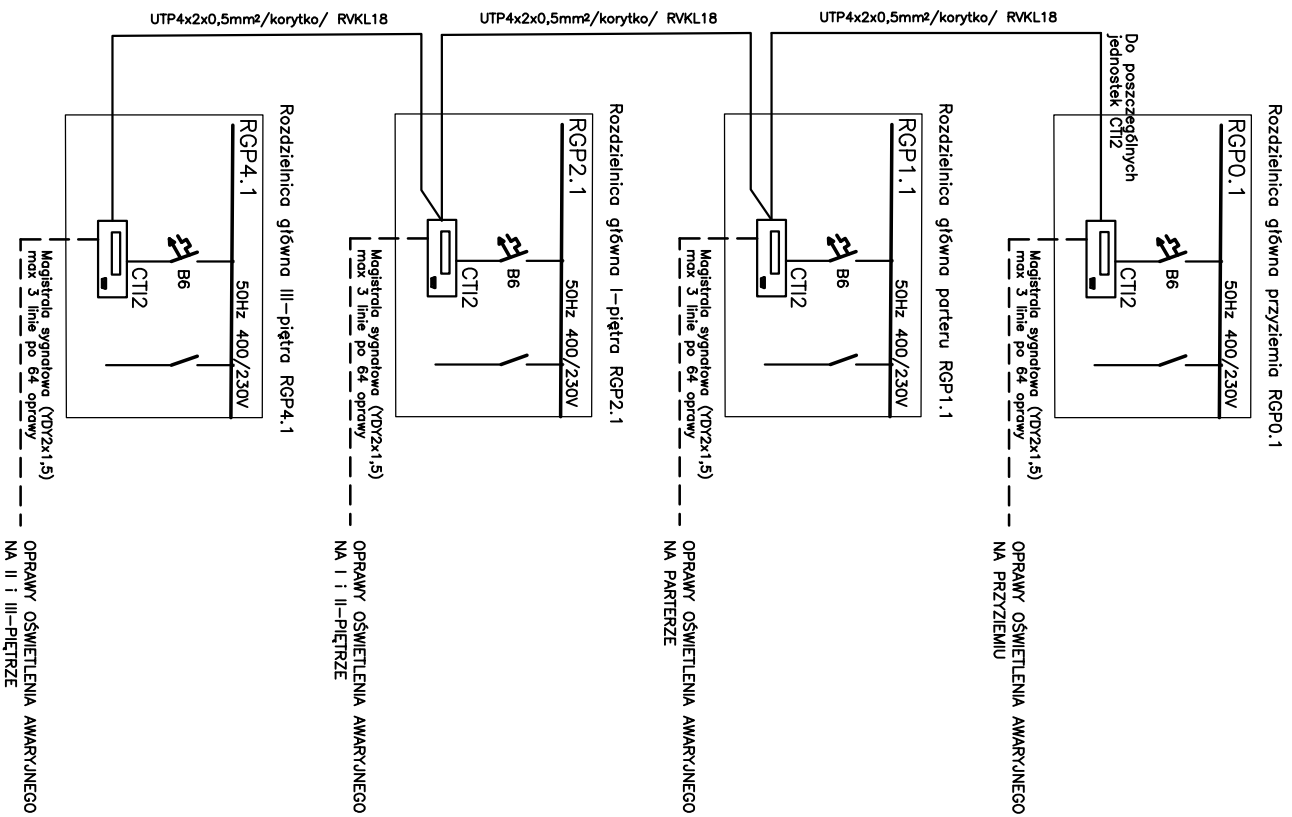 UTP4x2x0,5mm²/korytko/ RVKL18
UTP4x2x0,5mm²/korytko/ RVKL18
UTP4x2x0,5mm²/korytko/ RVKL18
Rozdzielnica główna przyziemia RGP0.1
RGP0.1
50Hz 400/230V
B6
CTI2
Do poszczególnych
jednostek CTI2
Magistrala sygnałowa (YDY2x1,5)
max 3 linie po 64 oprawy
OPRAWY OŚWIETLENIA AWARYJNEGO
NA PRZYZIEMIU
Rozdzielnica główna parteru RGP1.1
RGP1.1
50Hz 400/230V
B6
CTI2
Magistrala sygnałowa (YDY2x1,5)
max 3 linie po 64 oprawy
OPRAWY OŚWIETLENIA AWARYJNEGO
NA PARTERZE
Rozdzielnica główna I-piętra RGP2.1
RGP2.1
50Hz 400/230V
B6
CTI2
Magistrala sygnałowa (YDY2x1,5)
max 3 linie po 64 oprawy
OPRAWY OŚWIETLENIA AWARYJNEGO
NA I i II-PIĘTRZE
Rozdzielnica główna III-piętra RGP4.1
RGP4.1
50Hz 400/230V
B6
CTI2
Magistrala sygnałowa (YDY2x1,5)
max 3 linie po 64 oprawy
OPRAWY OŚWIETLENIA AWARYJNEGO
NA II i III-PIĘTRZE